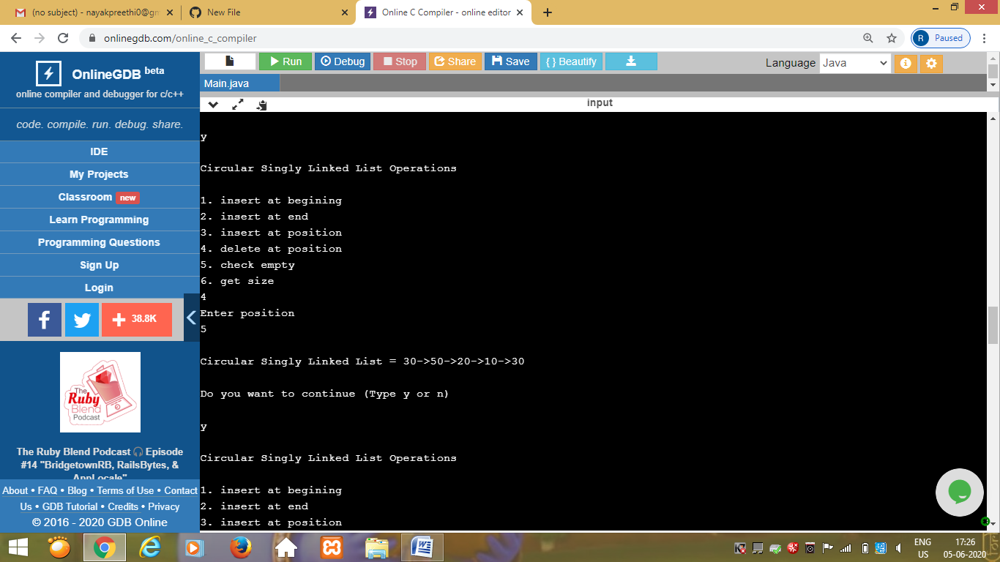 (no subject) - nayakpreethi0@gm
New File
Online C Compiler - online editor
onlinegdb.com/online_c_compiler
R Paused
OnlineGDB beta
online compiler and debugger for c/c++
code. compile. run. debug. share.
IDE
My Projects
Classroom new
Learn Programming
Programming Questions
Sign Up
Login
38.8K
The
Ruby
Blend
Podcast
The Ruby Blend Podcast 🎧 Episode
#14 "BridgetownRB, RailsBytes, &
AppLocale"
About • FAQ • Blog • Terms of Use • Contact
Us • GDB Tutorial • Credits • Privacy
© 2016 - 2020 GDB Online
Run Debug Stop Share Save { } Beautify
Language Java
Main.java
input
y
Circular Singly Linked List Operations
1. insert at begining
2. insert at end
3. insert at position
4. delete at position
5. check empty
6. get size
4
Enter position
5
Circular Singly Linked List = 30->50->20->10->30
Do you want to continue (Type y or n)
y
Circular Singly Linked List Operations
1. insert at begining
2. insert at end
3. insert at position
ENG
US
17:26
05-06-2020